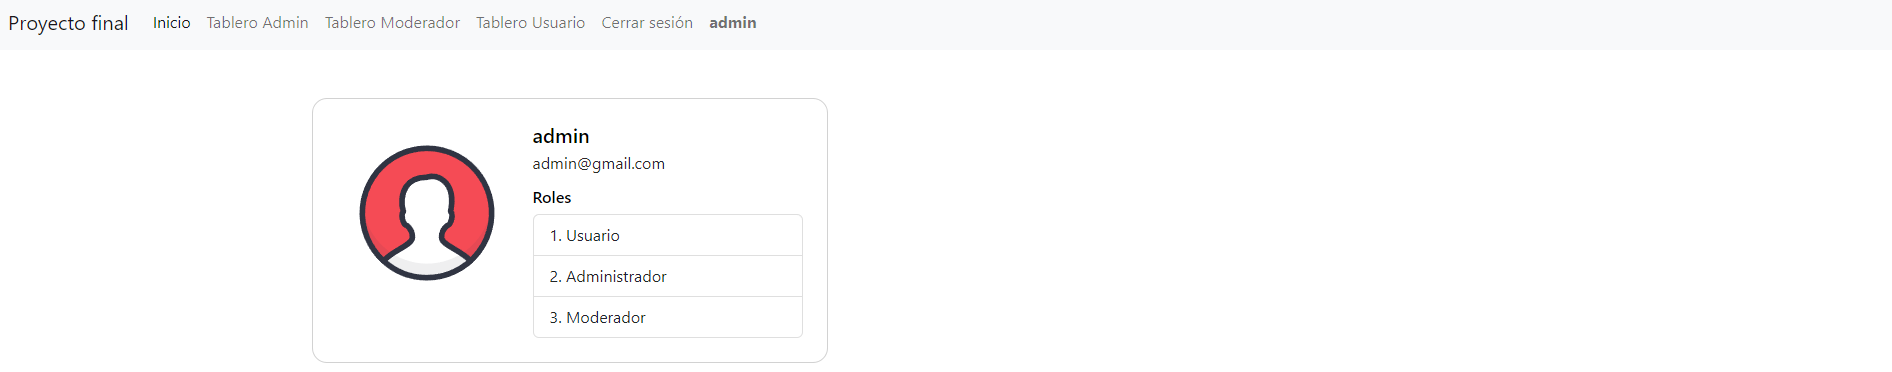 Proyecto final Inicio Tablero Admin Tablero Moderador Tablero Usuario Cerrar sesión admin
admin
admin@gmail.com
Roles
1. Usuario
2. Administrador
3. Moderador